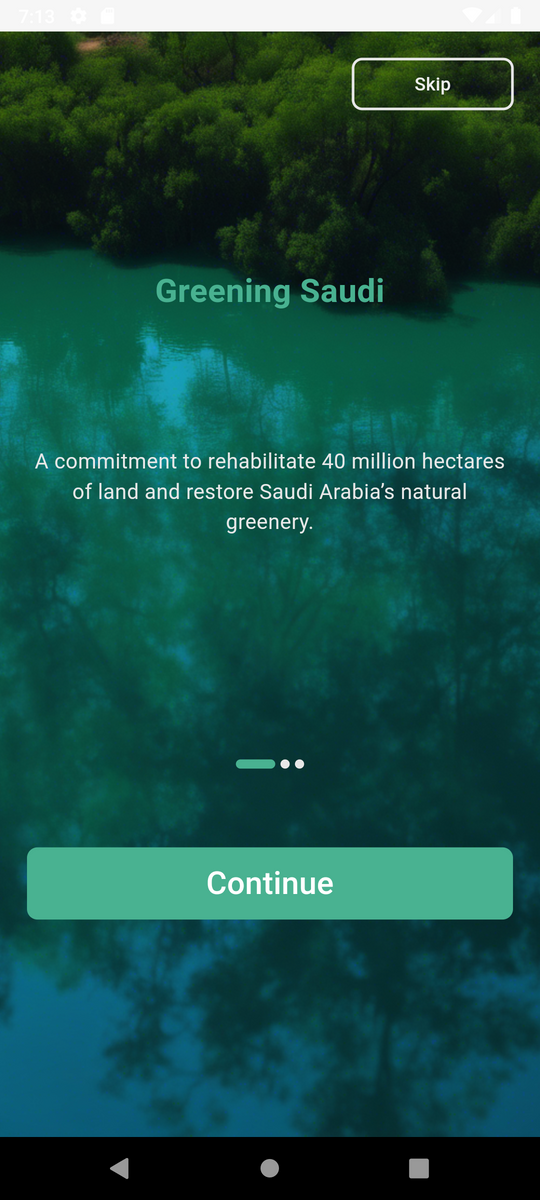 7:13
Skip
Greening Saudi
A commitment to rehabilitate 40 million hectares
of land and restore Saudi Arabia’s natural
greenery.
Continue